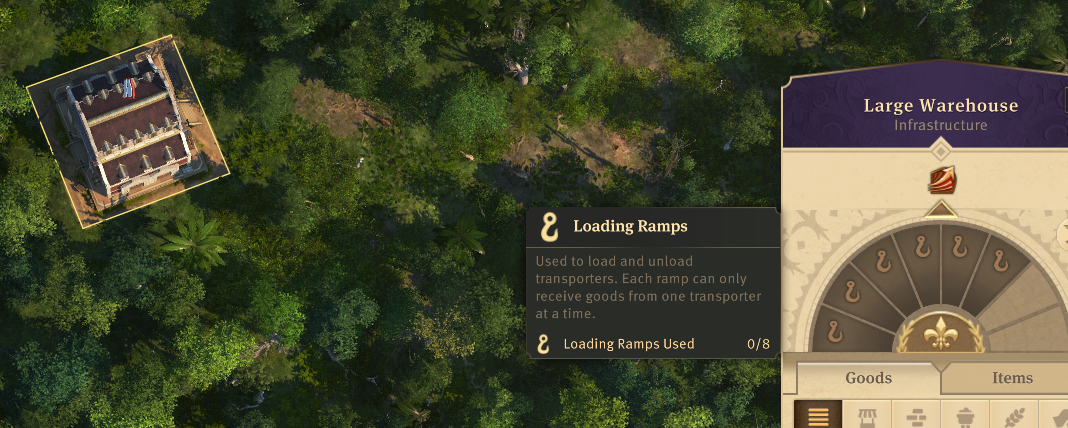 Large Warehouse
Infrastructure
Loading Ramps
Used to load and unload
transporters. Each ramp can only
receive goods from one transporter
at a time.
Loading Ramps Used 0/8
Goods Items